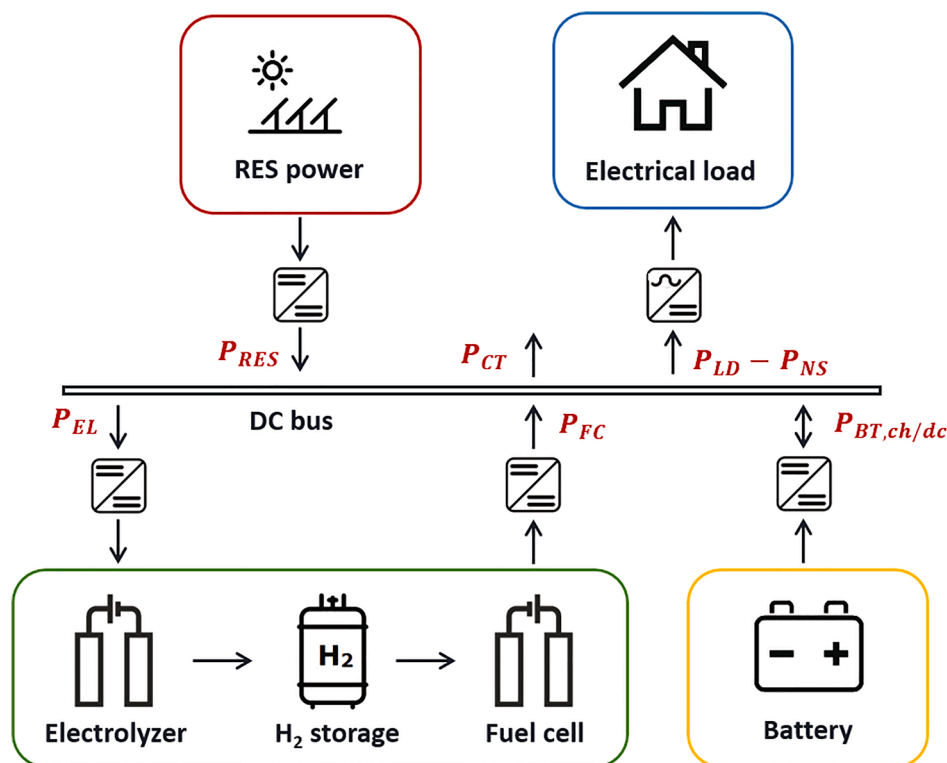 RES power
Electrical load
P_RES
P_CT
P_LD − P_NS
P_EL
DC bus
P_FC
P_BT,ch/dc
H₂
− +
Electrolyzer
H₂ storage
Fuel cell
Battery